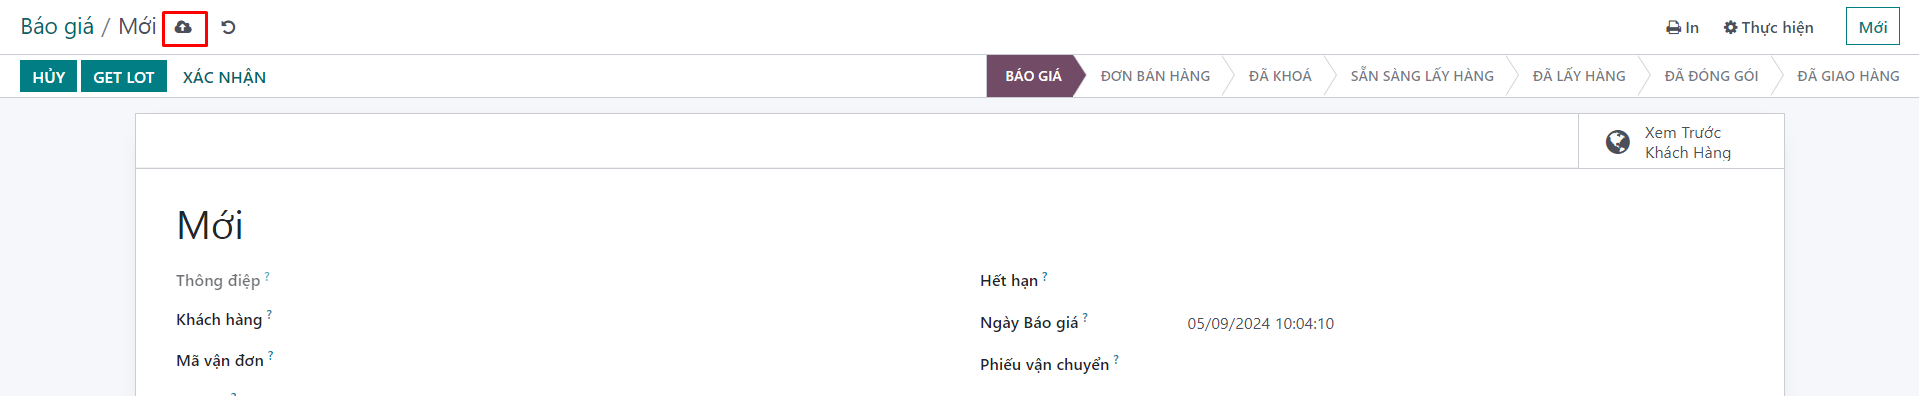 Báo giá / Mới
In
Thực hiện
Mới
HỦY
GET LOT
XÁC NHẬN
BÁO GIÁ
ĐƠN BÁN HÀNG
ĐÃ KHOÁ
SẴN SÀNG LẤY HÀNG
ĐÃ LẤY HÀNG
ĐÃ ĐÓNG GÓI
ĐÃ GIAO HÀNG
Xem Trước
Khách Hàng
Mới
Thông điệp ?
Hết hạn ?
Khách hàng ?
Ngày Báo giá ?
05/09/2024 10:04:10
Mã vận đơn ?
Phiếu vận chuyển ?
?